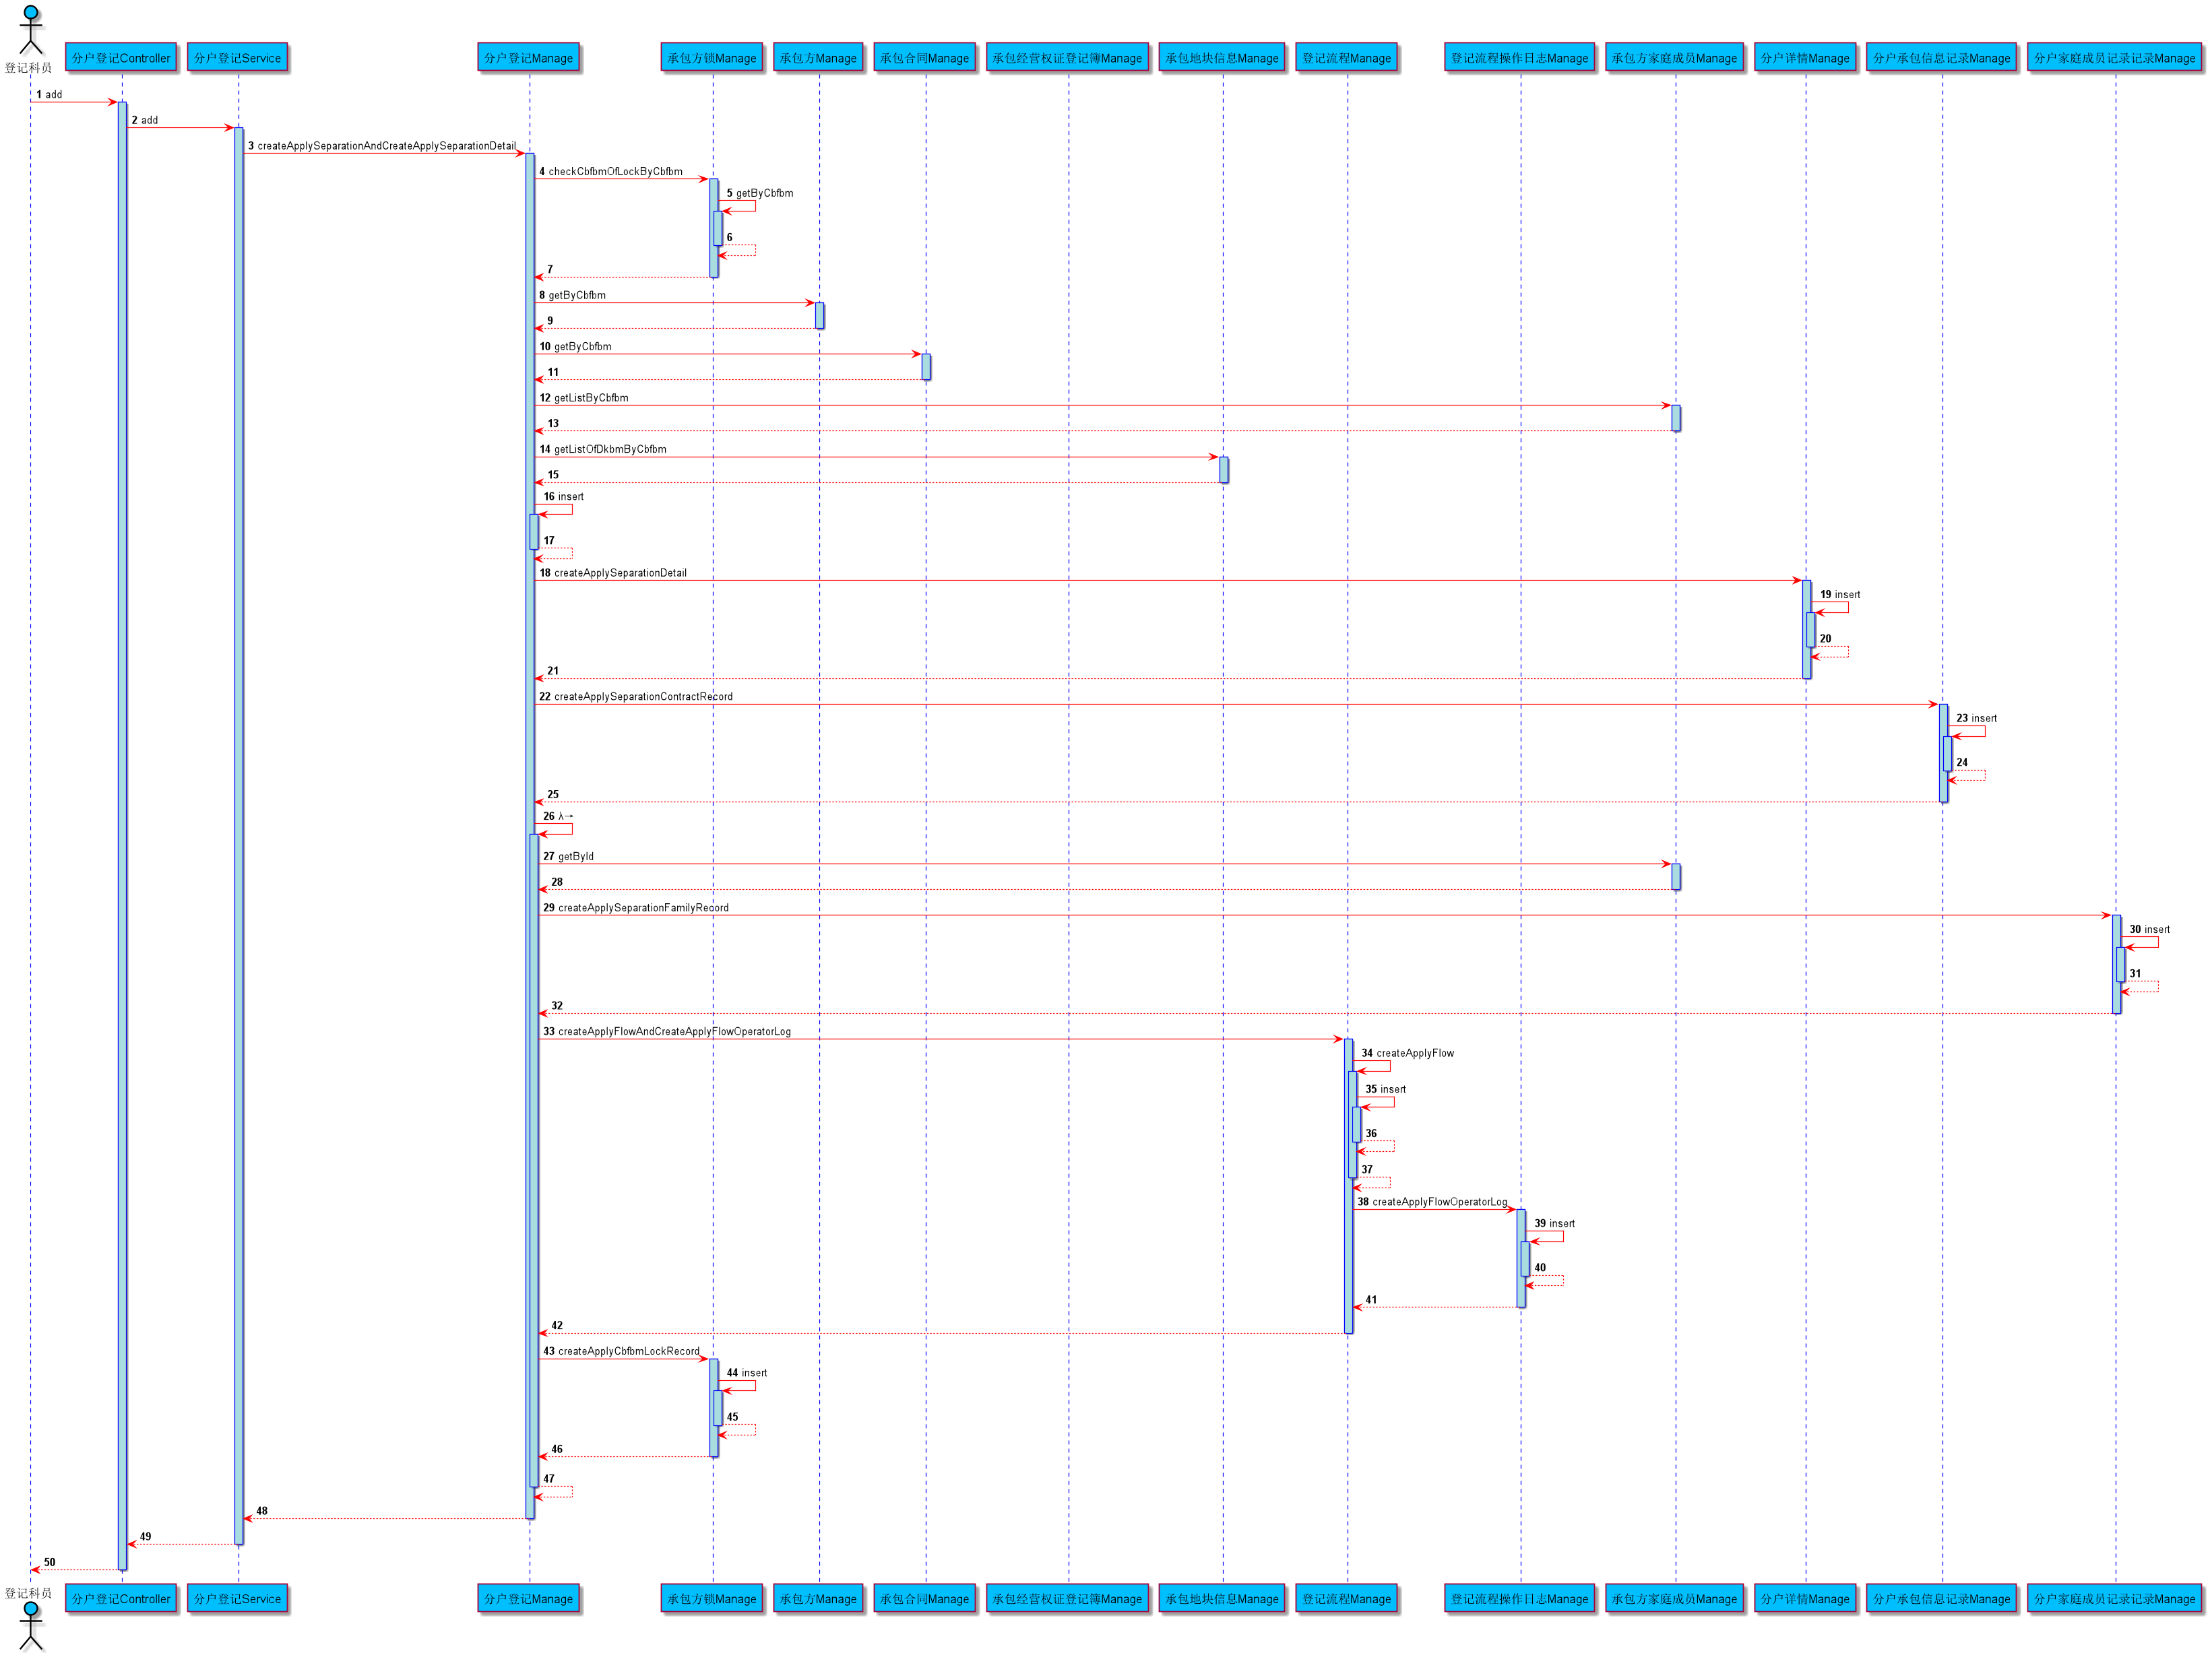 登记科员
分户登记Controller
分户登记Service
分户登记Manage
承包方锁Manage
承包方Manage
承包合同Manage
承包经营权证登记簿Manage
承包地块信息Manage
登记流程Manage
登记流程操作日志Manage
承包方家庭成员Manage
分户详情Manage
分户承包信息记录Manage
分户家庭成员记录记录Manage
1 add
2 add
3 createApplySeparationAndCreateApplySeparationDetail
4 checkCbfbmOfLockByCbfbm
5 getByCbfbm
6
7
8 getByCbfbm
9
10 getByCbfbm
11
12 getListByCbfbm
13
14 getListOfDkbmByCbfbm
15
16 insert
17
18 createApplySeparationDetail
19 insert
20
21
22 createApplySeparationContractRecord
23 insert
24
25
26 λ→
27 getById
28
29 createApplySeparationFamilyRecord
30 insert
31
32
33 createApplyFlowAndCreateApplyFlowOperatorLog
34 createApplyFlow
35 insert
36
37
38 createApplyFlowOperatorLog
39 insert
40
41
42
43 createApplyCbfbmLockRecord
44 insert
45
46
47
48
49
50
登记科员
分户登记Controller
分户登记Service
分户登记Manage
承包方锁Manage
承包方Manage
承包合同Manage
承包经营权证登记簿Manage
承包地块信息Manage
登记流程Manage
登记流程操作日志Manage
承包方家庭成员Manage
分户详情Manage
分户承包信息记录Manage
分户家庭成员记录记录Manage